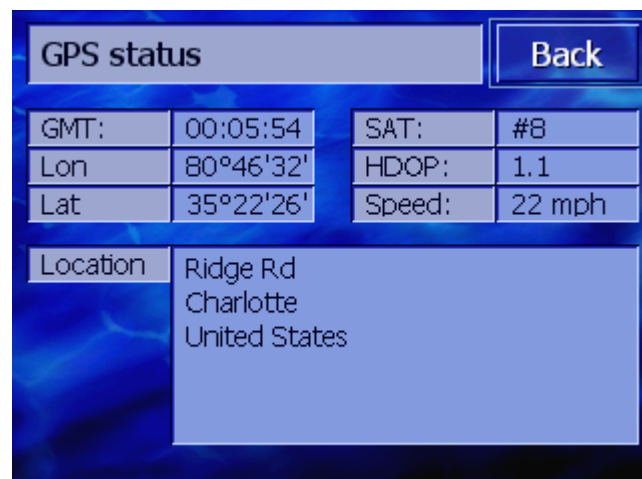 GPS status
Back
GMT: 00:05:54 SAT: #8
Lon 80°46'32' HDOP: 1.1
Lat 35°22'26' Speed: 22 mph
Location Ridge Rd
Charlotte
United States